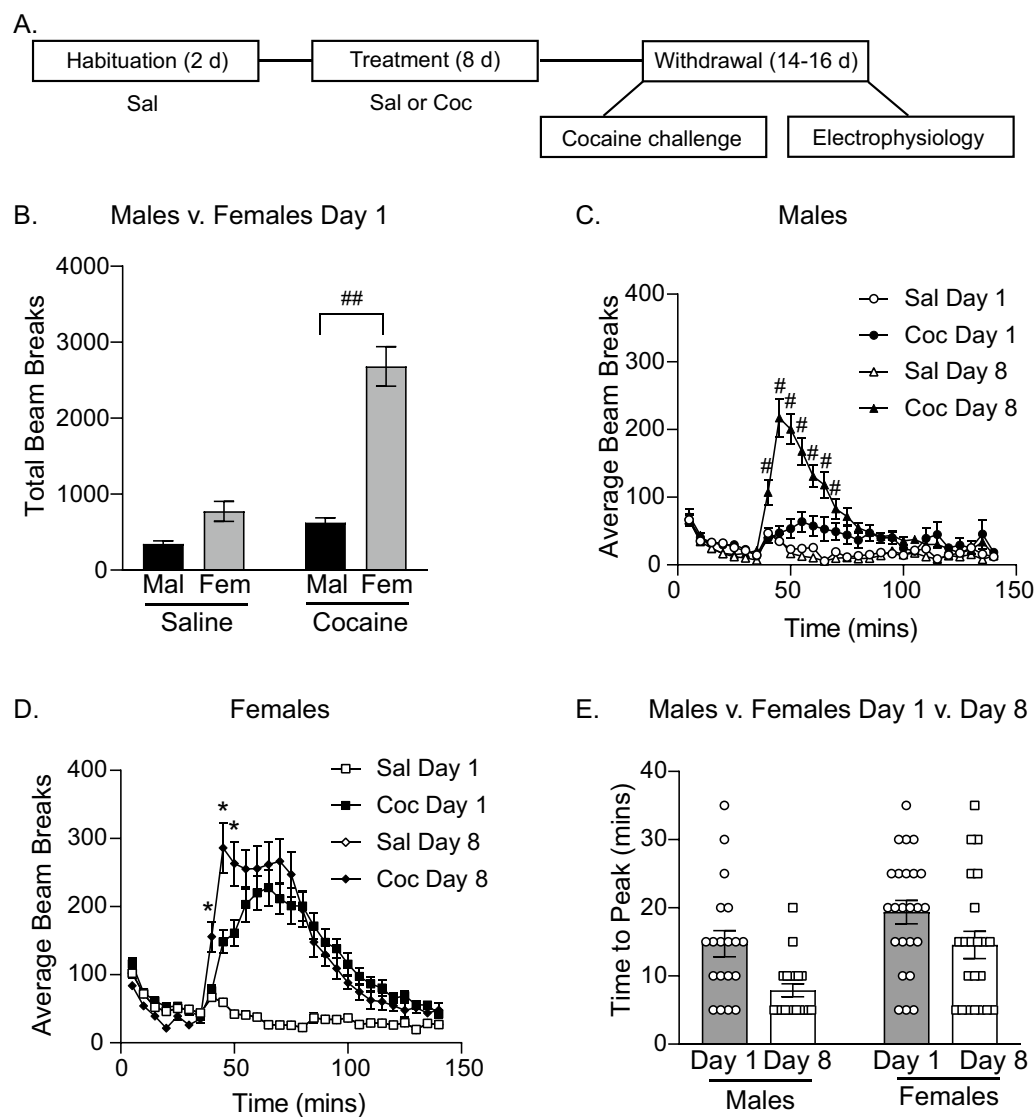 A.
Habituation (2 d)
Treatment (8 d)
Withdrawal (14-16 d)
Sal
Sal or Coc
Cocaine challenge
Electrophysiology
B.
Males v. Females Day 1
Total Beam Breaks
4000
3000
2000
1000
0
##
Mal Fem
Mal Fem
Saline
Cocaine
C.
Males
Average Beam Breaks
400
300
200
100
0
Sal Day 1
Coc Day 1
Sal Day 8
Coc Day 8
#
#
#
#
#
#
#
0
50
100
150
Time (mins)
D.
Females
Average Beam Breaks
400
300
200
100
0
Sal Day 1
Coc Day 1
Sal Day 8
Coc Day 8
*
*
*
0
50
100
150
Time (mins)
E.
Males v. Females Day 1 v. Day 8
Time to Peak (mins)
40
30
20
10
0
Day 1 Day 8
Day 1 Day 8
Males
Females